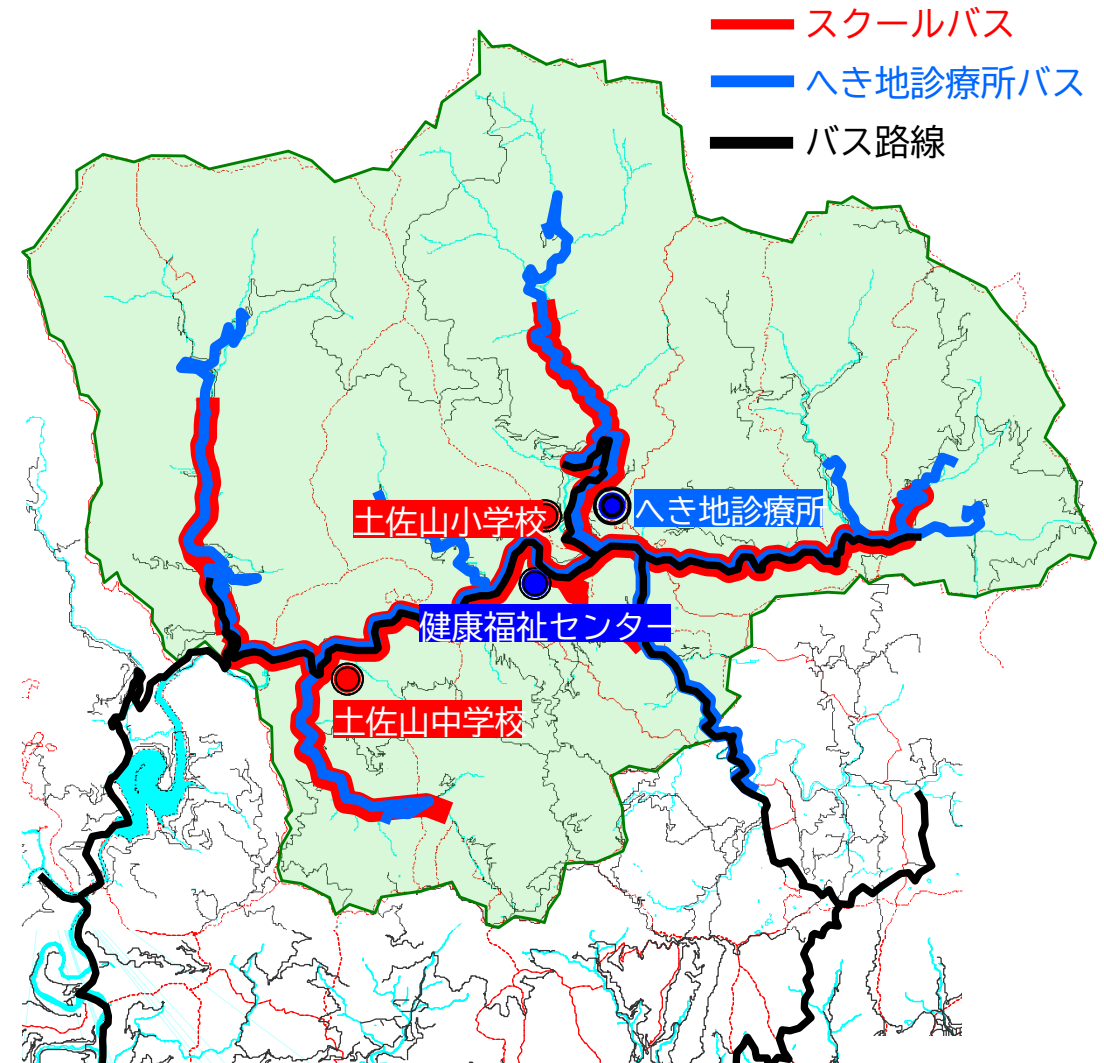 スクールバス
へき地診療所バス
バス路線
土佐山小学校
へき地診療所
健康福祉センター
土佐山中学校